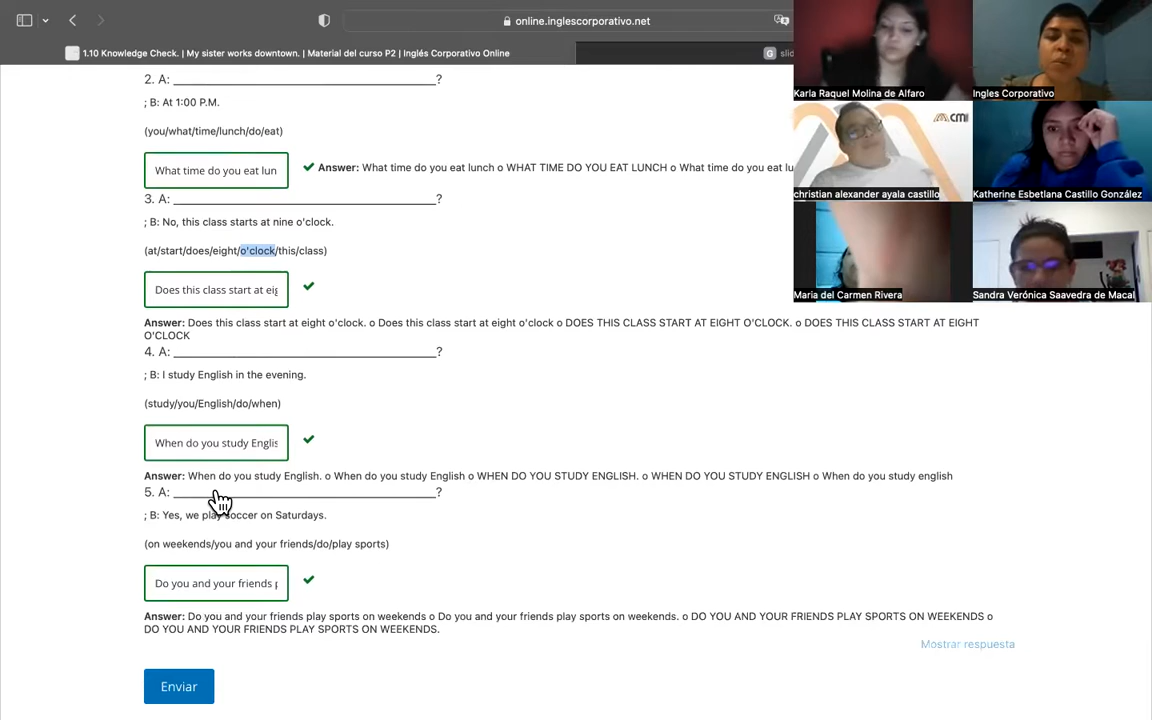 online.inglescorporativo.net
1.10 Knowledge Check. | My sister works downtown. | Material del curso P2 | Inglés Corporativo Online
G slid
2. A: ________________________________?
; B: At 1:00 P.M.
(you/what/time/lunch/do/eat)
What time do you eat lun
Answer: What time do you eat lunch o WHAT TIME DO YOU EAT LUNCH o What time do you eat lu
3. A: ________________________________?
; B: No, this class starts at nine o'clock.
(at/start/does/eight/o'clock/this/class)
Does this class start at eig
Answer: Does this class start at eight o'clock. o Does this class start at eight o'clock o DOES THIS CLASS START AT EIGHT O'CLOCK. o DOES THIS CLASS START AT EIGHT
O'CLOCK
4. A: ________________________________?
; B: I study English in the evening.
(study/you/English/do/when)
When do you study Englis
Answer: When do you study English. o When do you study English o WHEN DO YOU STUDY ENGLISH. o WHEN DO YOU STUDY ENGLISH o When do you study english
5. A: ________________________________?
; B: Yes, we play soccer on Saturdays.
(on weekends/you and your friends/do/play sports)
Do you and your friends p
Answer: Do you and your friends play sports on weekends o Do you and your friends play sports on weekends. o DO YOU AND YOUR FRIENDS PLAY SPORTS ON WEEKENDS o
DO YOU AND YOUR FRIENDS PLAY SPORTS ON WEEKENDS.
Mostrar respuesta
Enviar
Karla Raquel Molina de Alfaro
Ingles Corporativo
CMI
christian alexander ayala castillo
Katherine Esbetlana Castillo González
Maria del Carmen Rivera
Sandra Verónica Saavedra de Macal